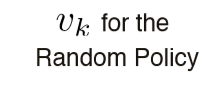 v_k for the
Random Policy